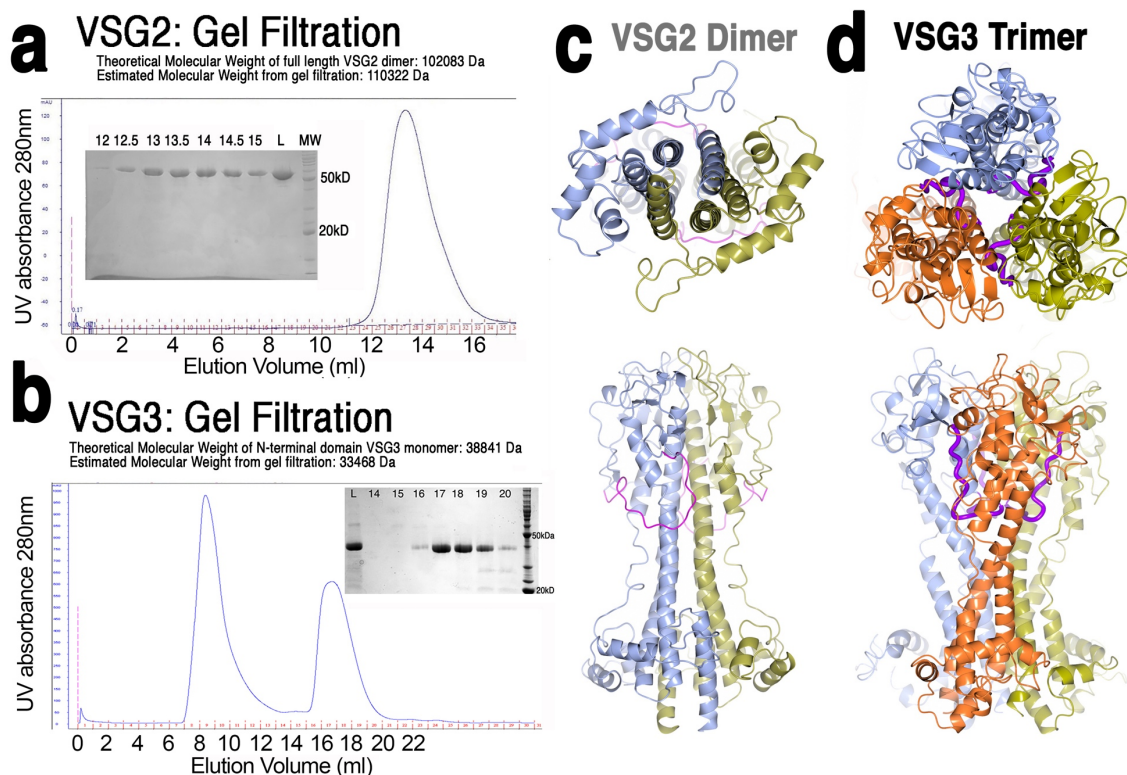 a
VSG2: Gel Filtration
Theoretical Molecular Weight of full length VSG2 dimer: 102083 Da
Estimated Molecular Weight from gel filtration: 110322 Da
UV absorbance 280nm
mAU
120
100
80
60
40
20
0
-20
-40
-60
12 12.5 13 13.5 14 14.5 15 L MW
50kD
20kD
0.17
0 2 4 6 8 10 12 14 16
Elution Volume (ml)
b
VSG3: Gel Filtration
Theoretical Molecular Weight of N-terminal domain VSG3 monomer: 38841 Da
Estimated Molecular Weight from gel filtration: 33468 Da
UV absorbance 280nm
L 14 15 16 17 18 19 20
50kDa
20kD
0 2 4 6 8 10 12 14 16 18 20 22
Elution Volume (ml)
c
VSG2 Dimer
d
VSG3 Trimer